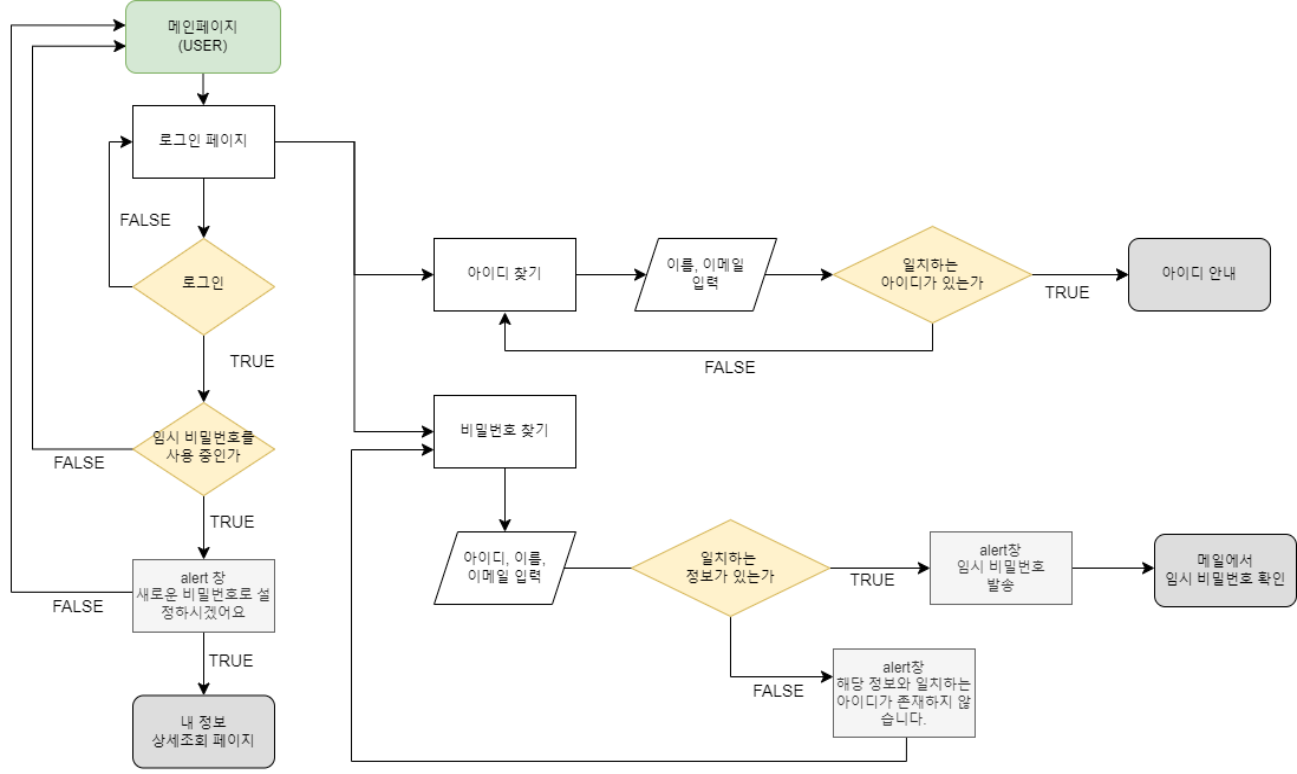 메인페이지
(USER)
로그인 페이지
FALSE
로그인
TRUE
임시 비밀번호를
사용 중인가
FALSE
TRUE
alert 창
새로운 비밀번호로 설
정하시겠어요
FALSE
TRUE
내 정보
상세조회 페이지
아이디 찾기
이름, 이메일
입력
일치하는
아이디가 있는가
TRUE
아이디 안내
FALSE
비밀번호 찾기
아이디, 이름,
이메일 입력
일치하는
정보가 있는가
TRUE
alert창
임시 비밀번호
발송
메일에서
임시 비밀번호 확인
FALSE
alert창
해당 정보와 일치하는
아이디가 존재하지 않
습니다.